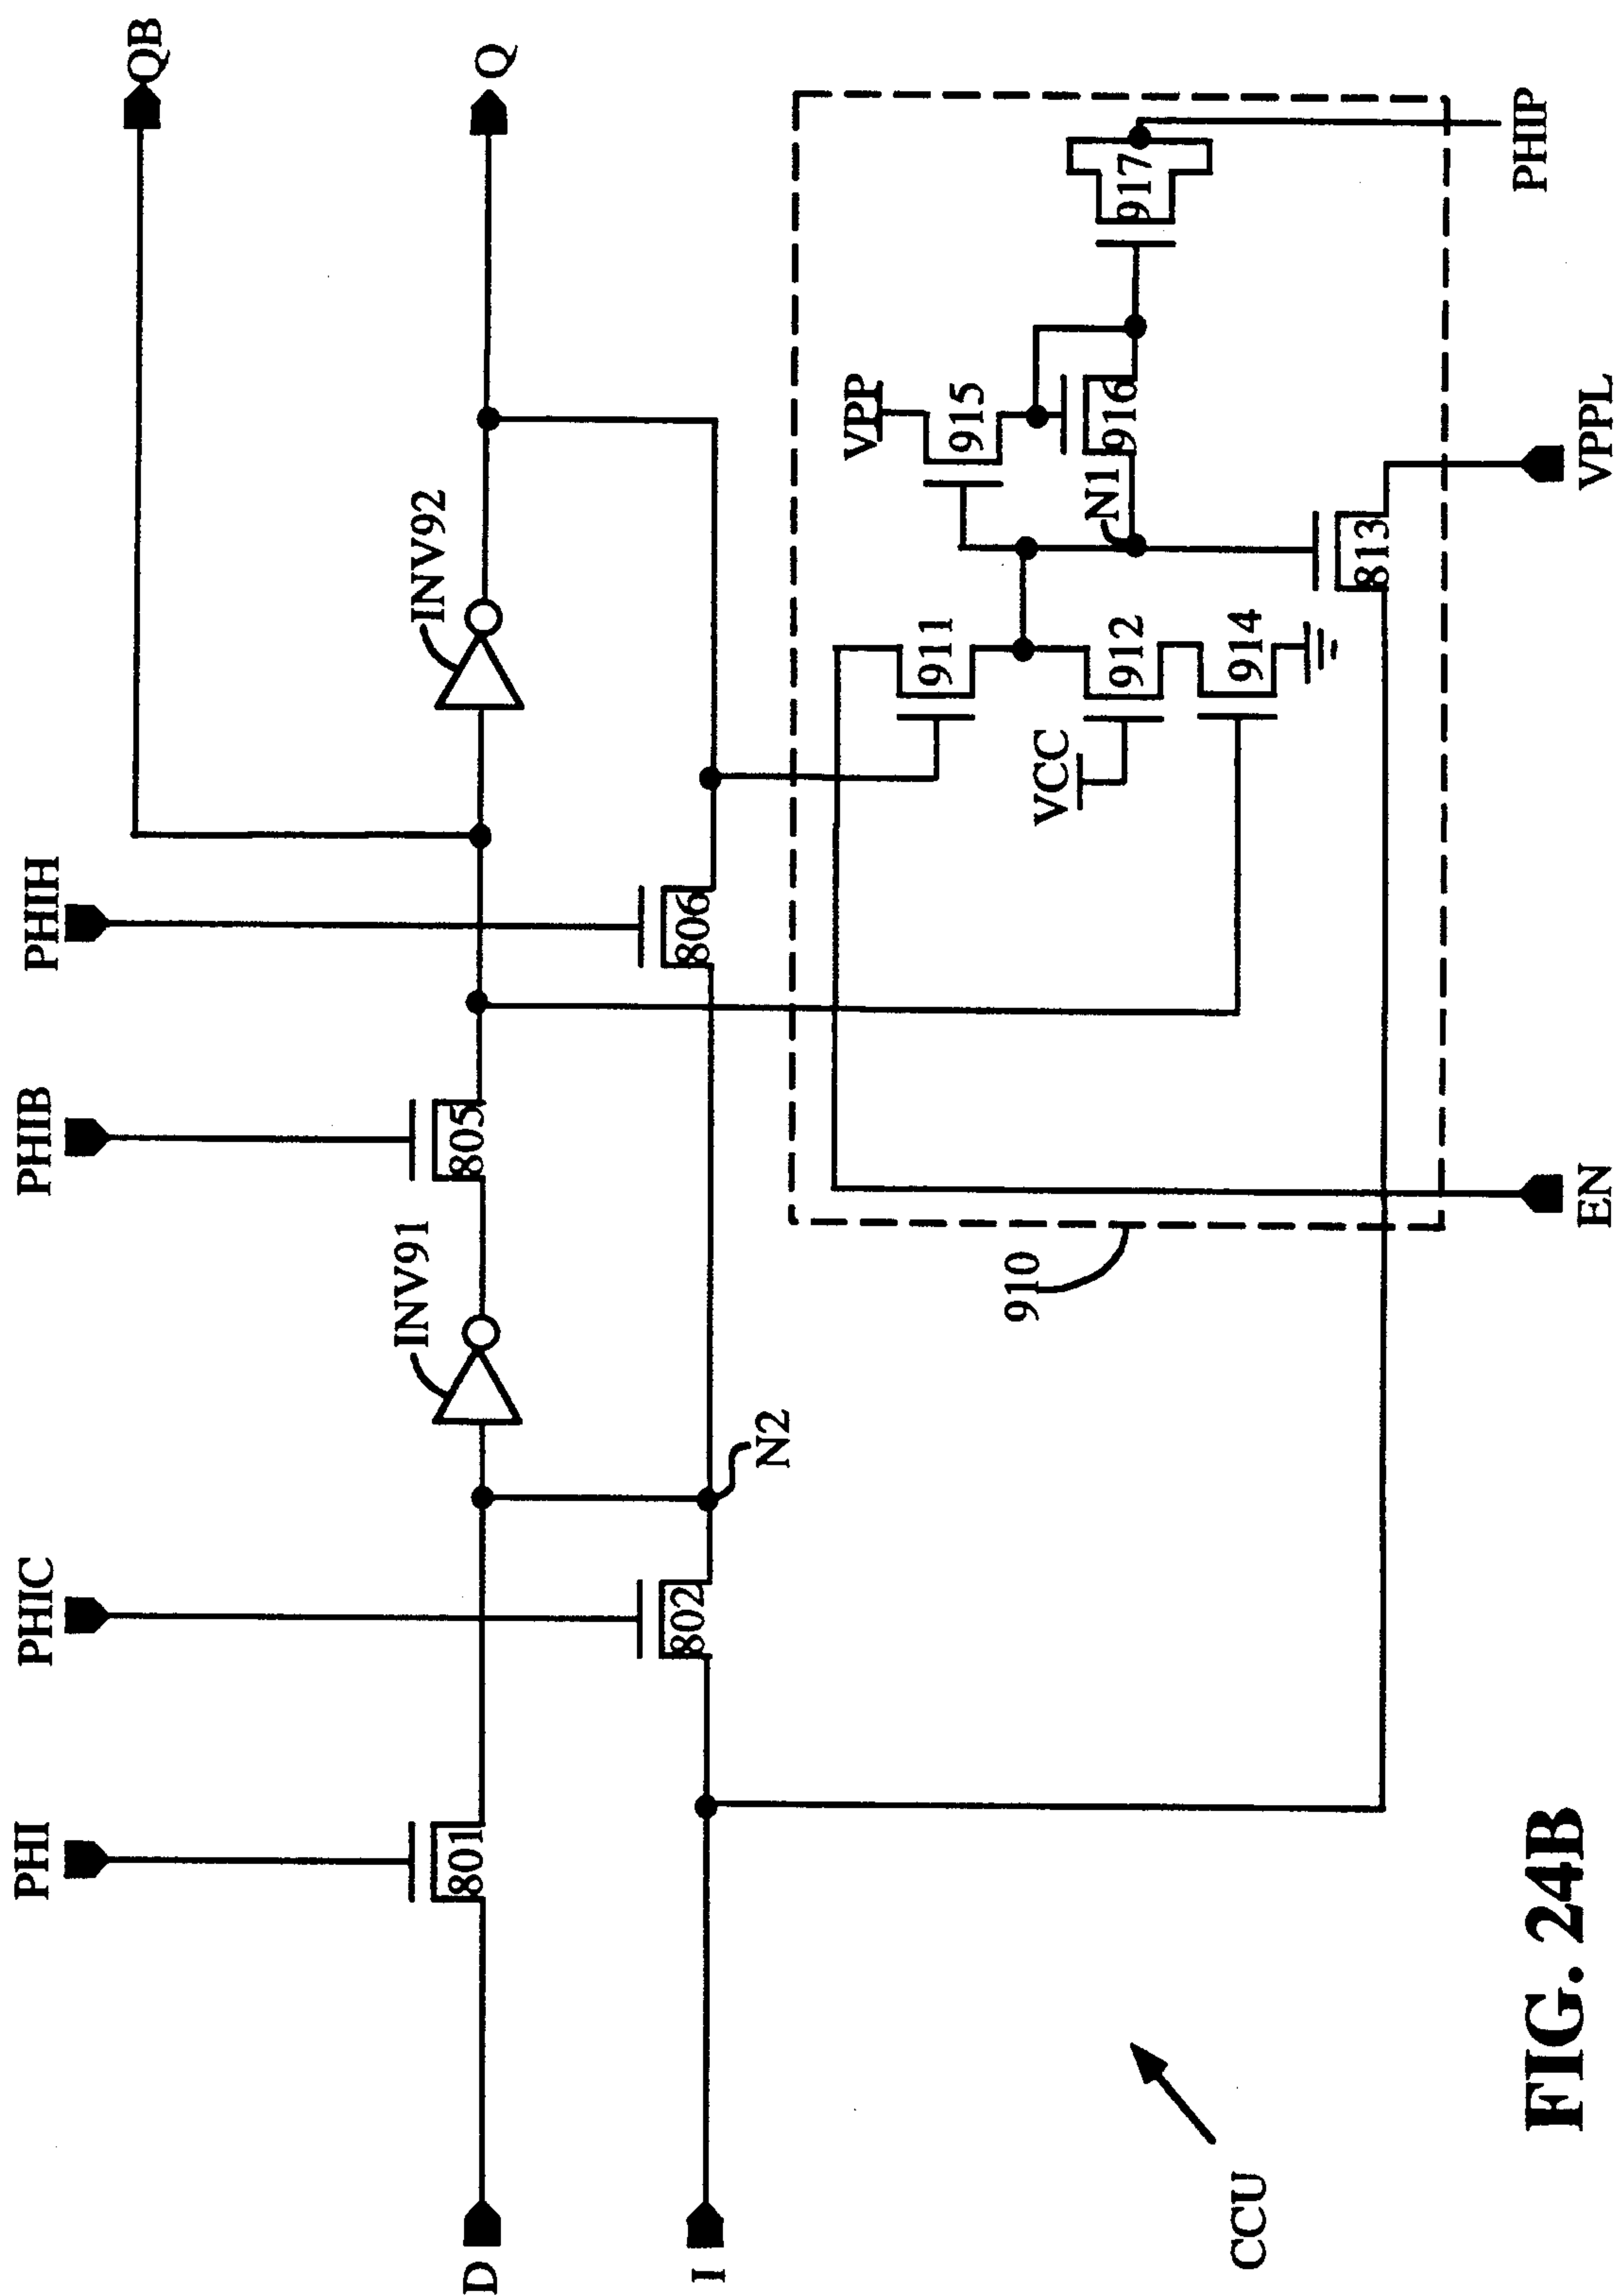 QB
Q
PHIH
INV92
PHIB
806
805
INV91
PHIC
N2
802
PHI
801
D
I
VPP
915
916
917
N1
911
912
914
VCC
813
PHIP
VPPL
EN
910
CCU
FIG. 24B